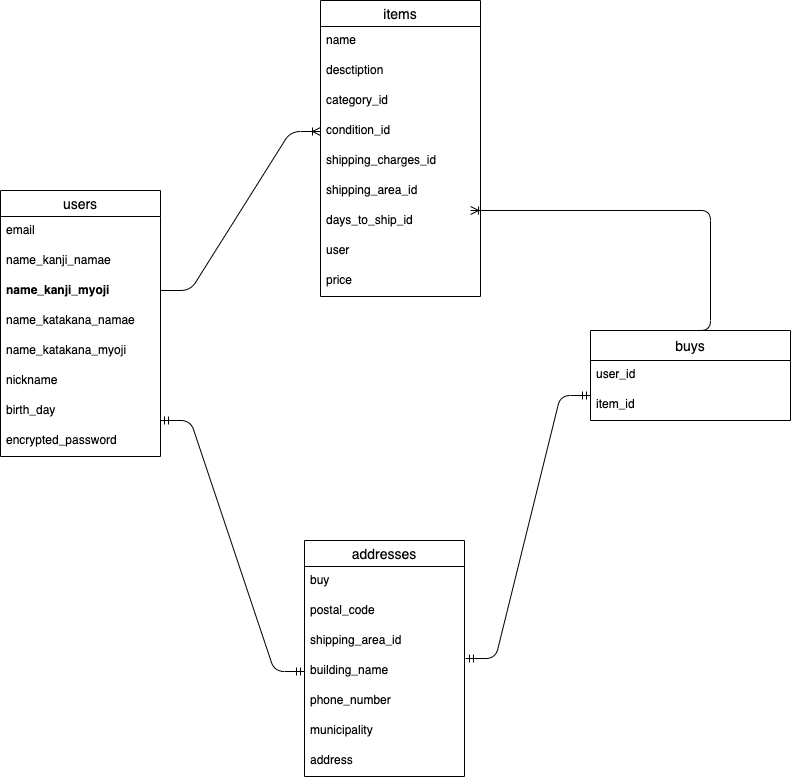 items
name
desctiption
category_id
condition_id
shipping_charges_id
shipping_area_id
days_to_ship_id
user
price
users
email
name_kanji_namae
name_kanji_myoji
name_katakana_namae
name_katakana_myoji
nickname
birth_day
encrypted_password
buys
user_id
item_id
addresses
buy
postal_code
shipping_area_id
building_name
phone_number
municipality
address